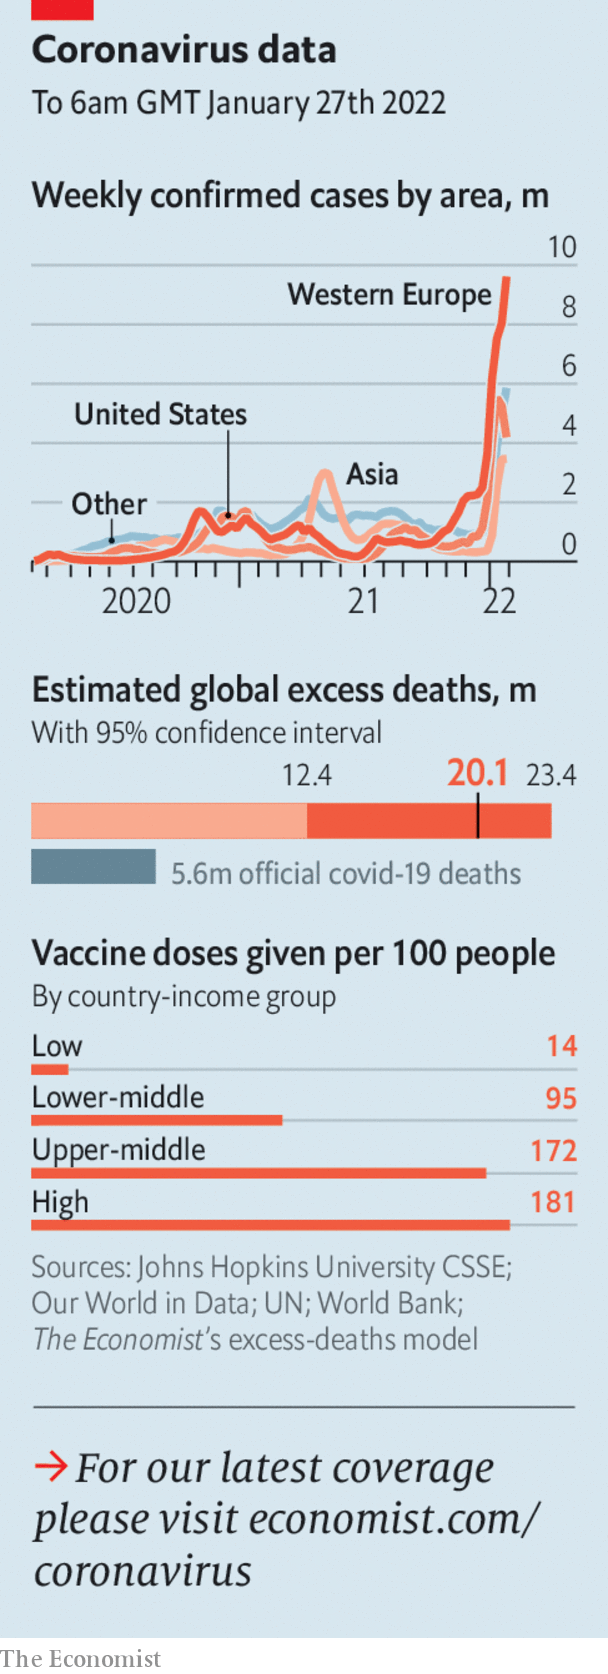 Coronavirus data
To 6am GMT January 27th 2022
Weekly confirmed cases by area, m
10
Western Europe
8
6
United States
4
Asia
2
Other
0
2020
21
22
Estimated global excess deaths, m
With 95% confidence interval
12.4
20.1
23.4
5.6m official covid-19 deaths
Vaccine doses given per 100 people
By country-income group
Low 14
Lower-middle 95
Upper-middle 172
High 181
Sources: Johns Hopkins University CSSE;
Our World in Data; UN; World Bank;
The Economist's excess-deaths model
→ For our latest coverage
please visit economist.com/
coronavirus
The Economist